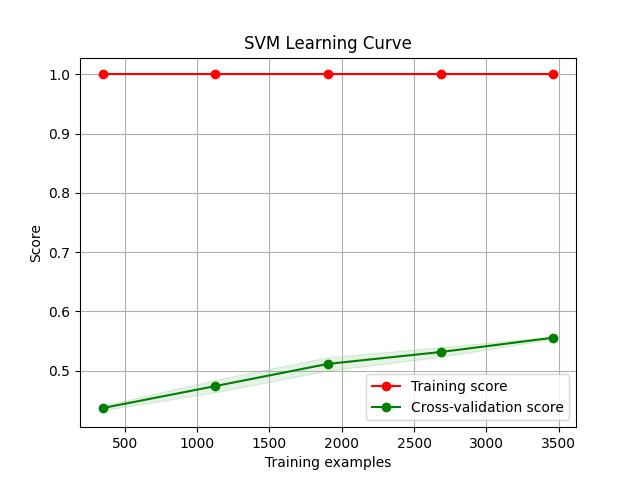 SVM Learning Curve
1.0
0.9
0.8
0.7
0.6
0.5
Score
Training score
Cross-validation score
500 1000 1500 2000 2500 3000 3500
Training examples